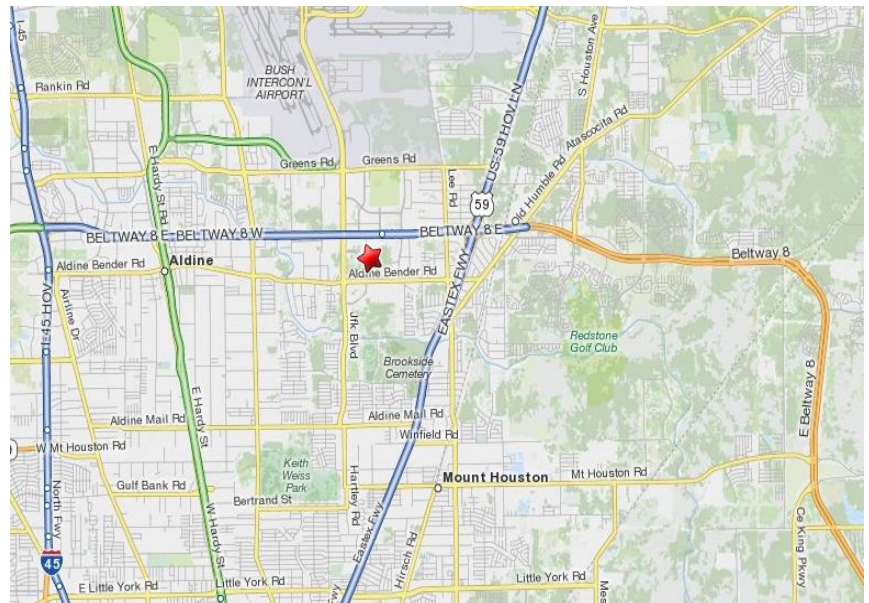 I-45
BUSH
INTERCON'L
AIRPORT
US 59 HOV LN
S Houston Ave
Rankin Rd
Atascocita Rd
E Hardy St Rd
Greens Rd
Greens Rd
Lee Rd
59
Old Humble Rd
BELTWAY 8 E
BELTWAY 8 W
BELTWAY 8 E
Beltway 8
Aldine Bender Rd
Aldine
Aldine Bender Rd
EASTEX FWY
Airline Dr
I-45 HOV
Jfk Blvd
Redstone
Golf Club
Brookside
Cemetery
E Hardy St
E Beltway 8
Aldine Mail Rd
Aldine Mail Rd
W Mt Houston Rd
Winfield Rd
Keith
Weiss
Park
Hartley Rd
Mount Houston
Mt Houston Rd
Gulf Bank Rd
Bertrand St
North Fwy
W Hardy St
Eastex Fwy
Hirsch Rd
Ce King Pkwy
45
E Little York Rd
Little York Rd
Fwy
Mes